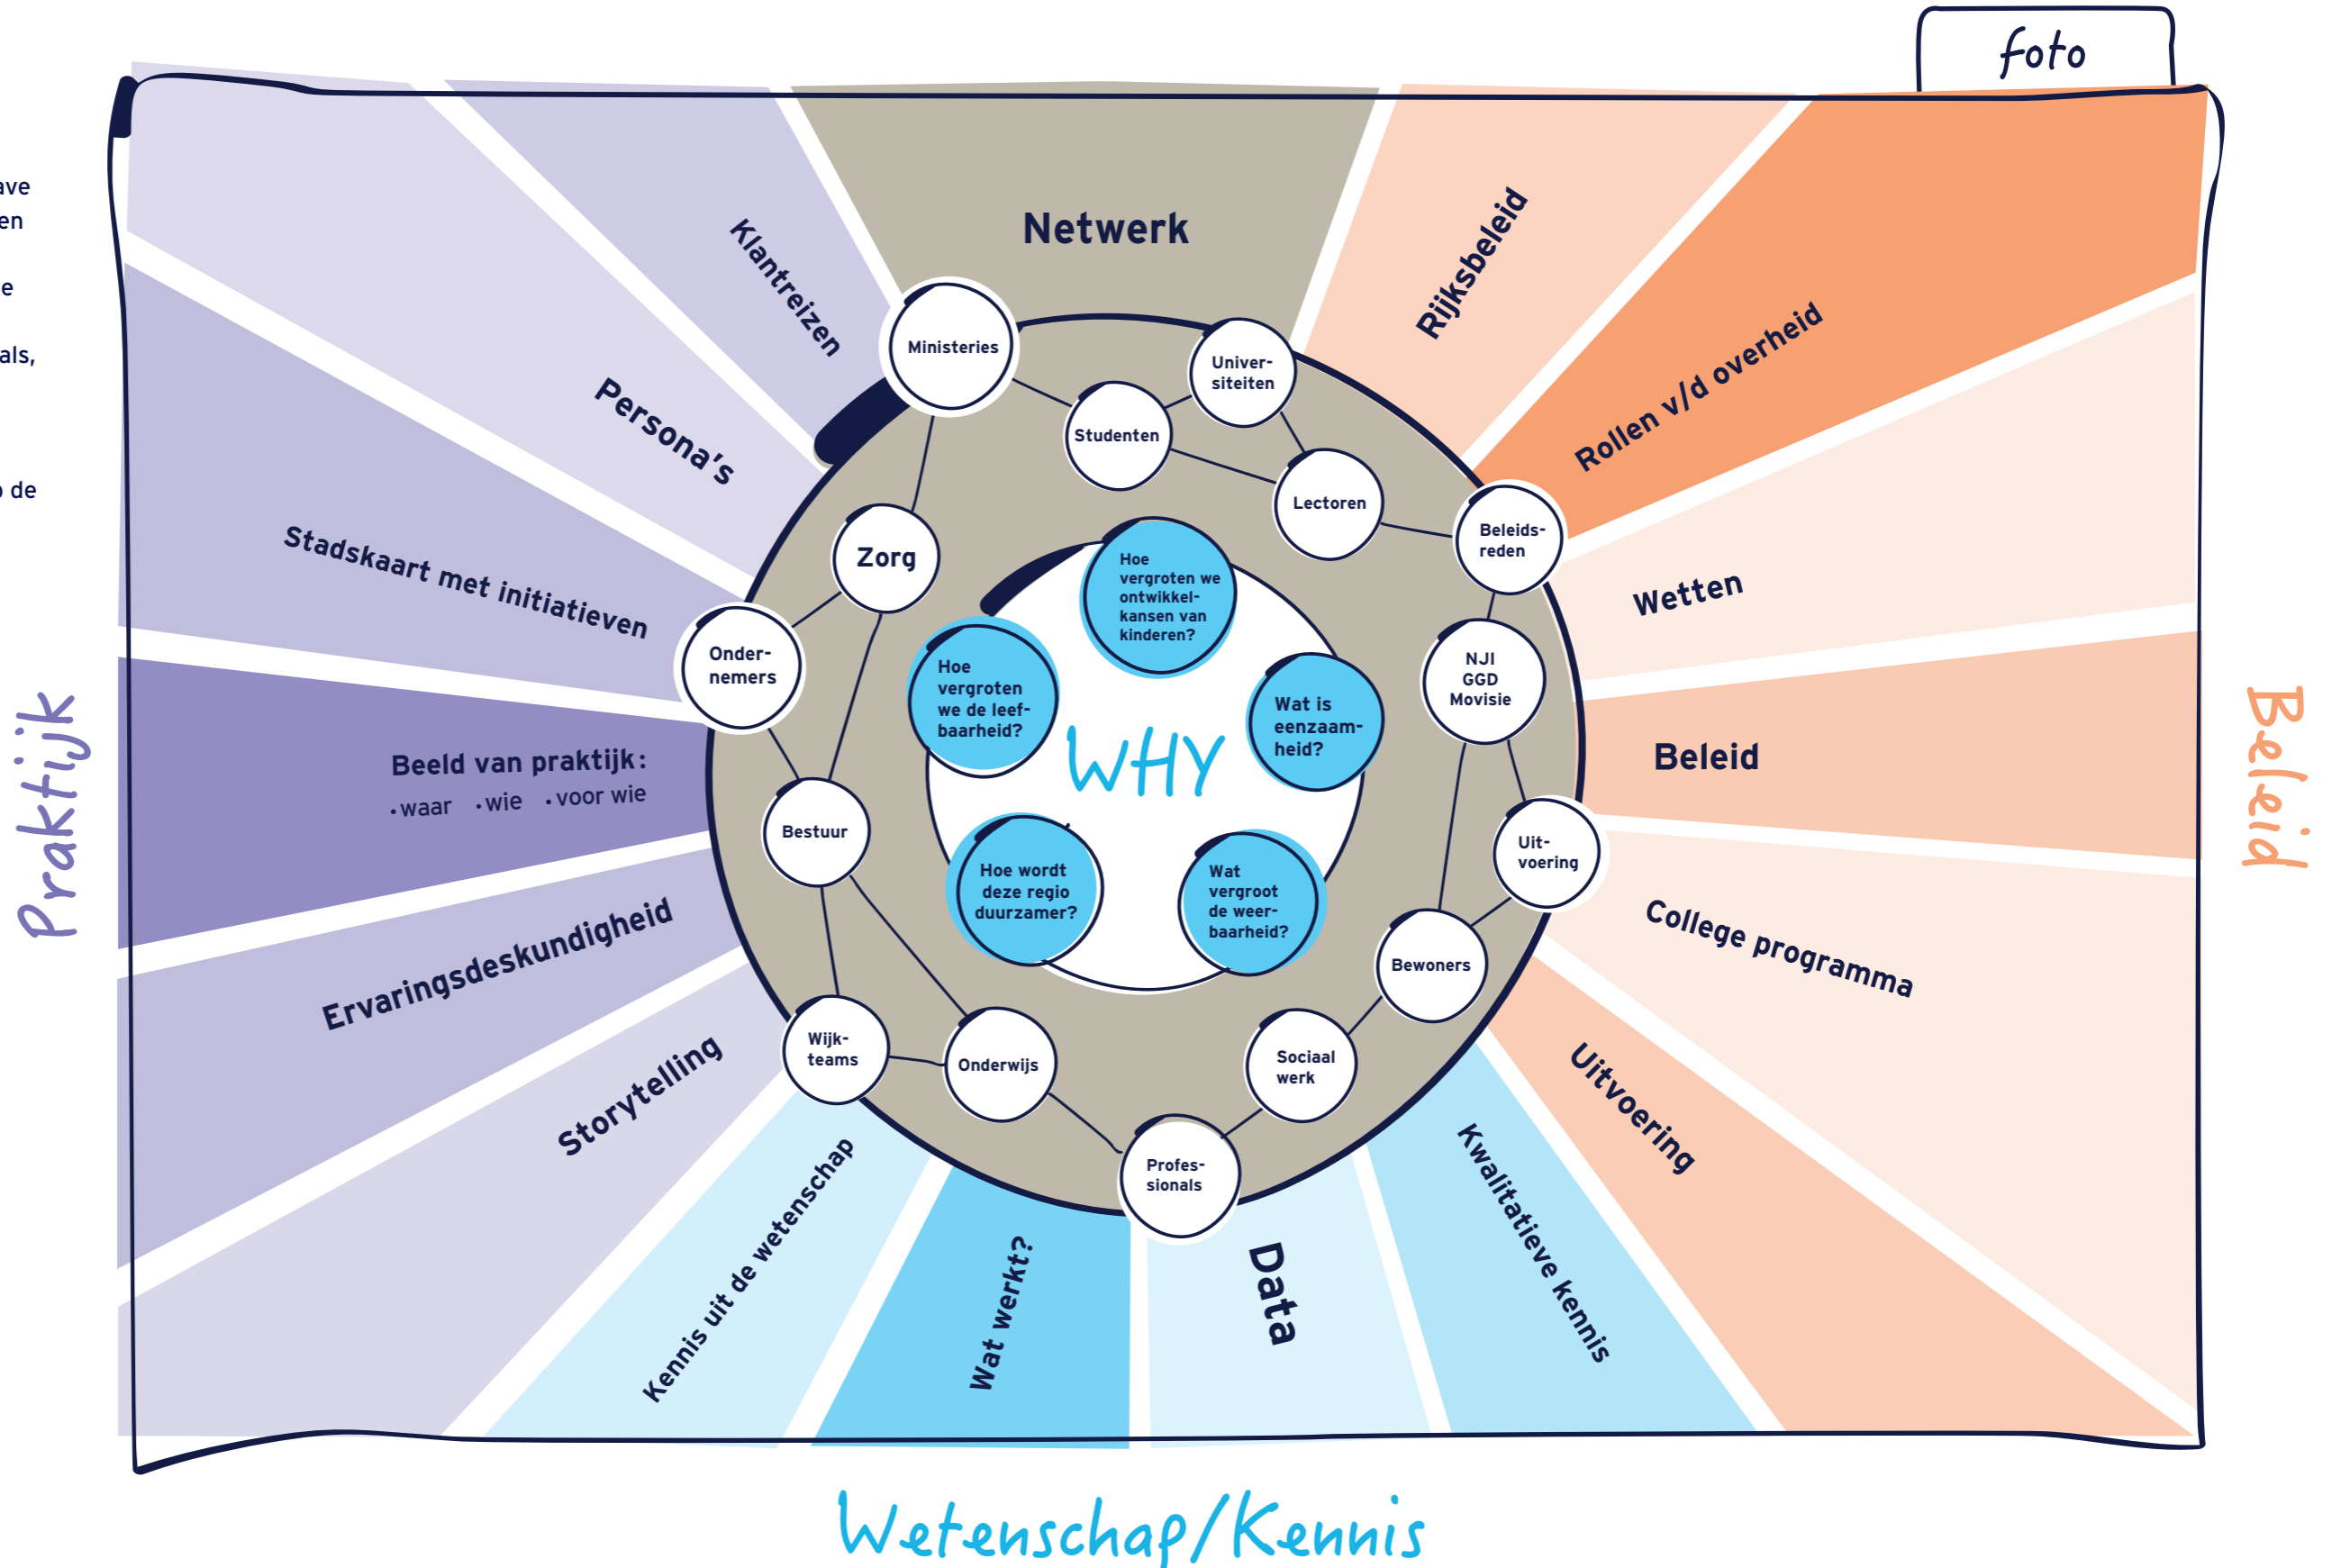 foto
ave
en
e
als,
de
Netwerk
Klantreizen
Persona's
Stadskaart met initiatieven
Beeld van praktijk:
• waar • wie • voor wie
Ervaringsdeskundigheid
Storytelling
Praktijk
Rijksbeleid
Rollen v/d overheid
Wetten
Beleid
College programma
Uitvoering
Beleid
Kennis uit de wetenschap
Wat werkt?
Data
Kwalitatieve kennis
Wetenschap/Kennis
Ministeries
Univer-
siteiten
Studenten
Lectoren
Beleids-
reden
NJI
GGD
Movisie
Uit-
voering
Bewoners
Sociaal
werk
Profes-
sionals
Onderwijs
Wijk-
teams
Bestuur
Onder-
nemers
Zorg
WHY
Hoe
vergroten we
ontwikkel-
kansen van
kinderen?
Wat is
eenzaam-
heid?
Wat
vergroot
de weer-
baarheid?
Hoe wordt
deze regio
duurzamer?
Hoe
vergroten
we de leef-
baarheid?